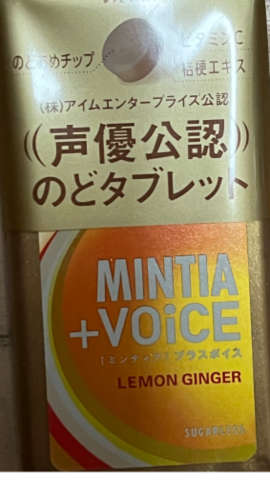 のどあめチップ
ビタミンC
桔梗エキス
(株)アイムエンタープライズ公認
((声優公認))
のどタブレット
MINTIA
+VOiCE
[ミンティア プラスボイス
LEMON GINGER
SUGARLESS